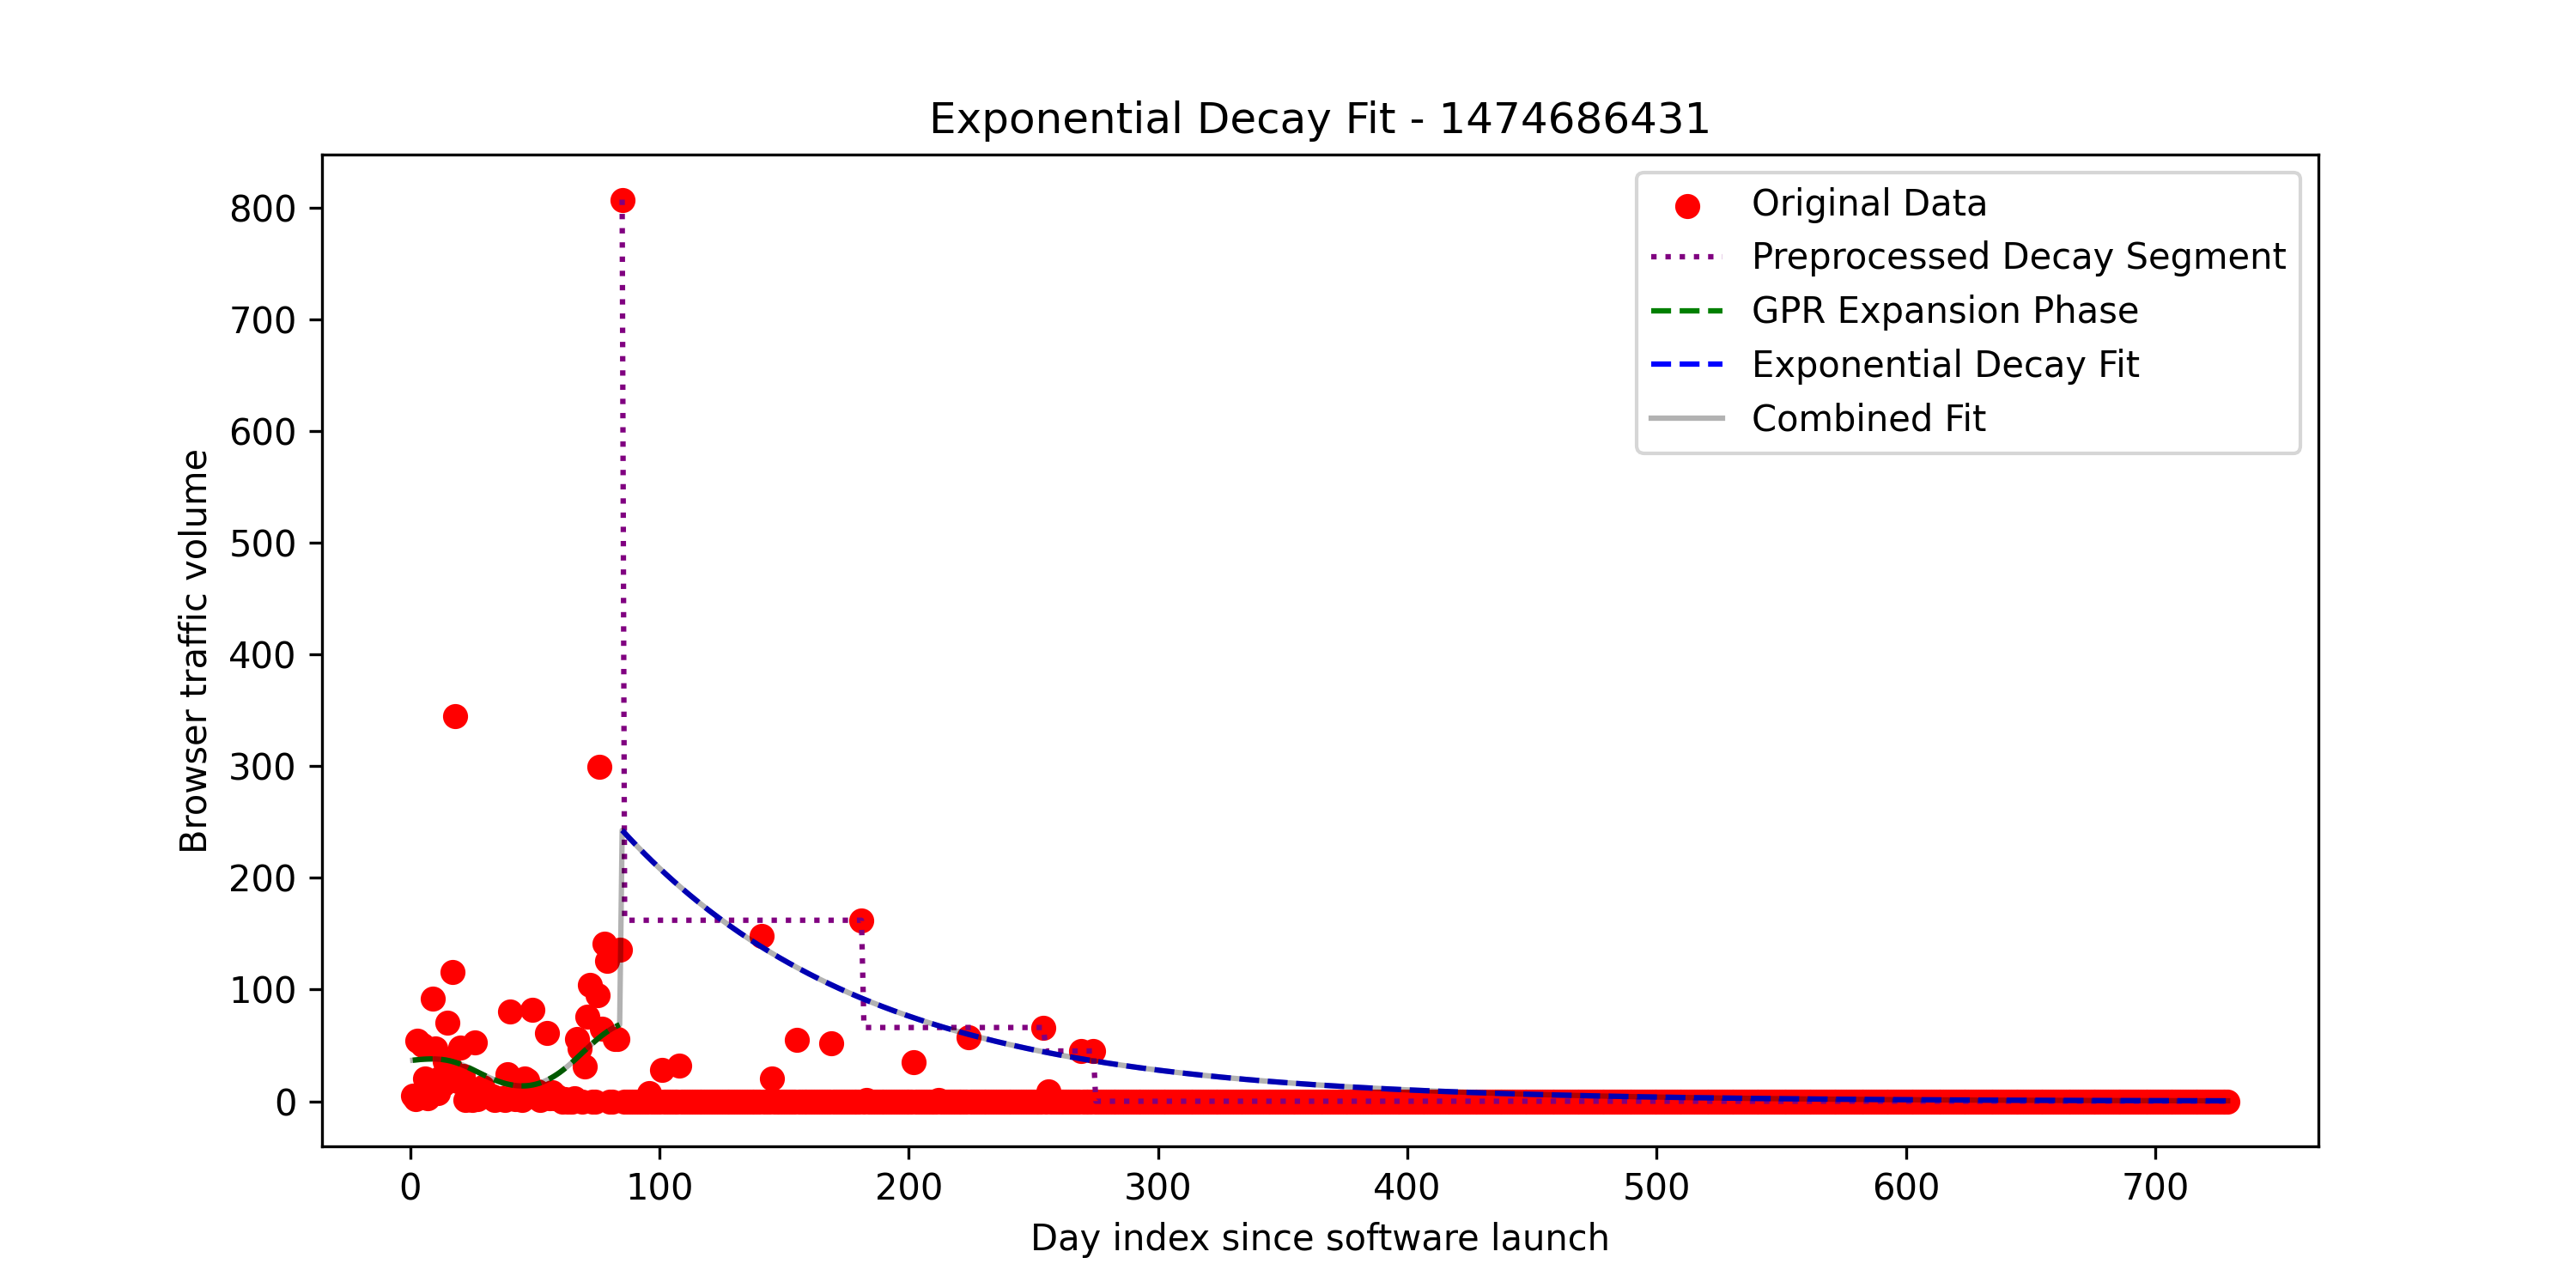 Exponential Decay Fit - 1474686431
Original Data
Preprocessed Decay Segment
GPR Expansion Phase
Exponential Decay Fit
Combined Fit
Browser traffic volume
800
700
600
500
400
300
200
100
0
0 100 200 300 400 500 600 700
Day index since software launch